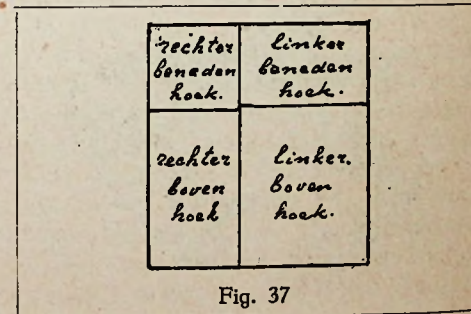 rechter
beneden
hoek.
linker
beneden
hoek.
rechter
boven
hoek
linker.
boven
hoek.
Fig. 37